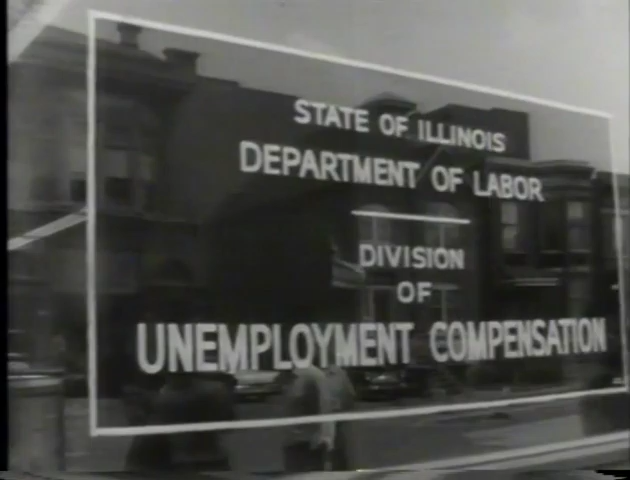 STATE OF ILLINOIS
DEPARTMENT OF LABOR
DIVISION
OF
UNEMPLOYMENT COMPENSATION